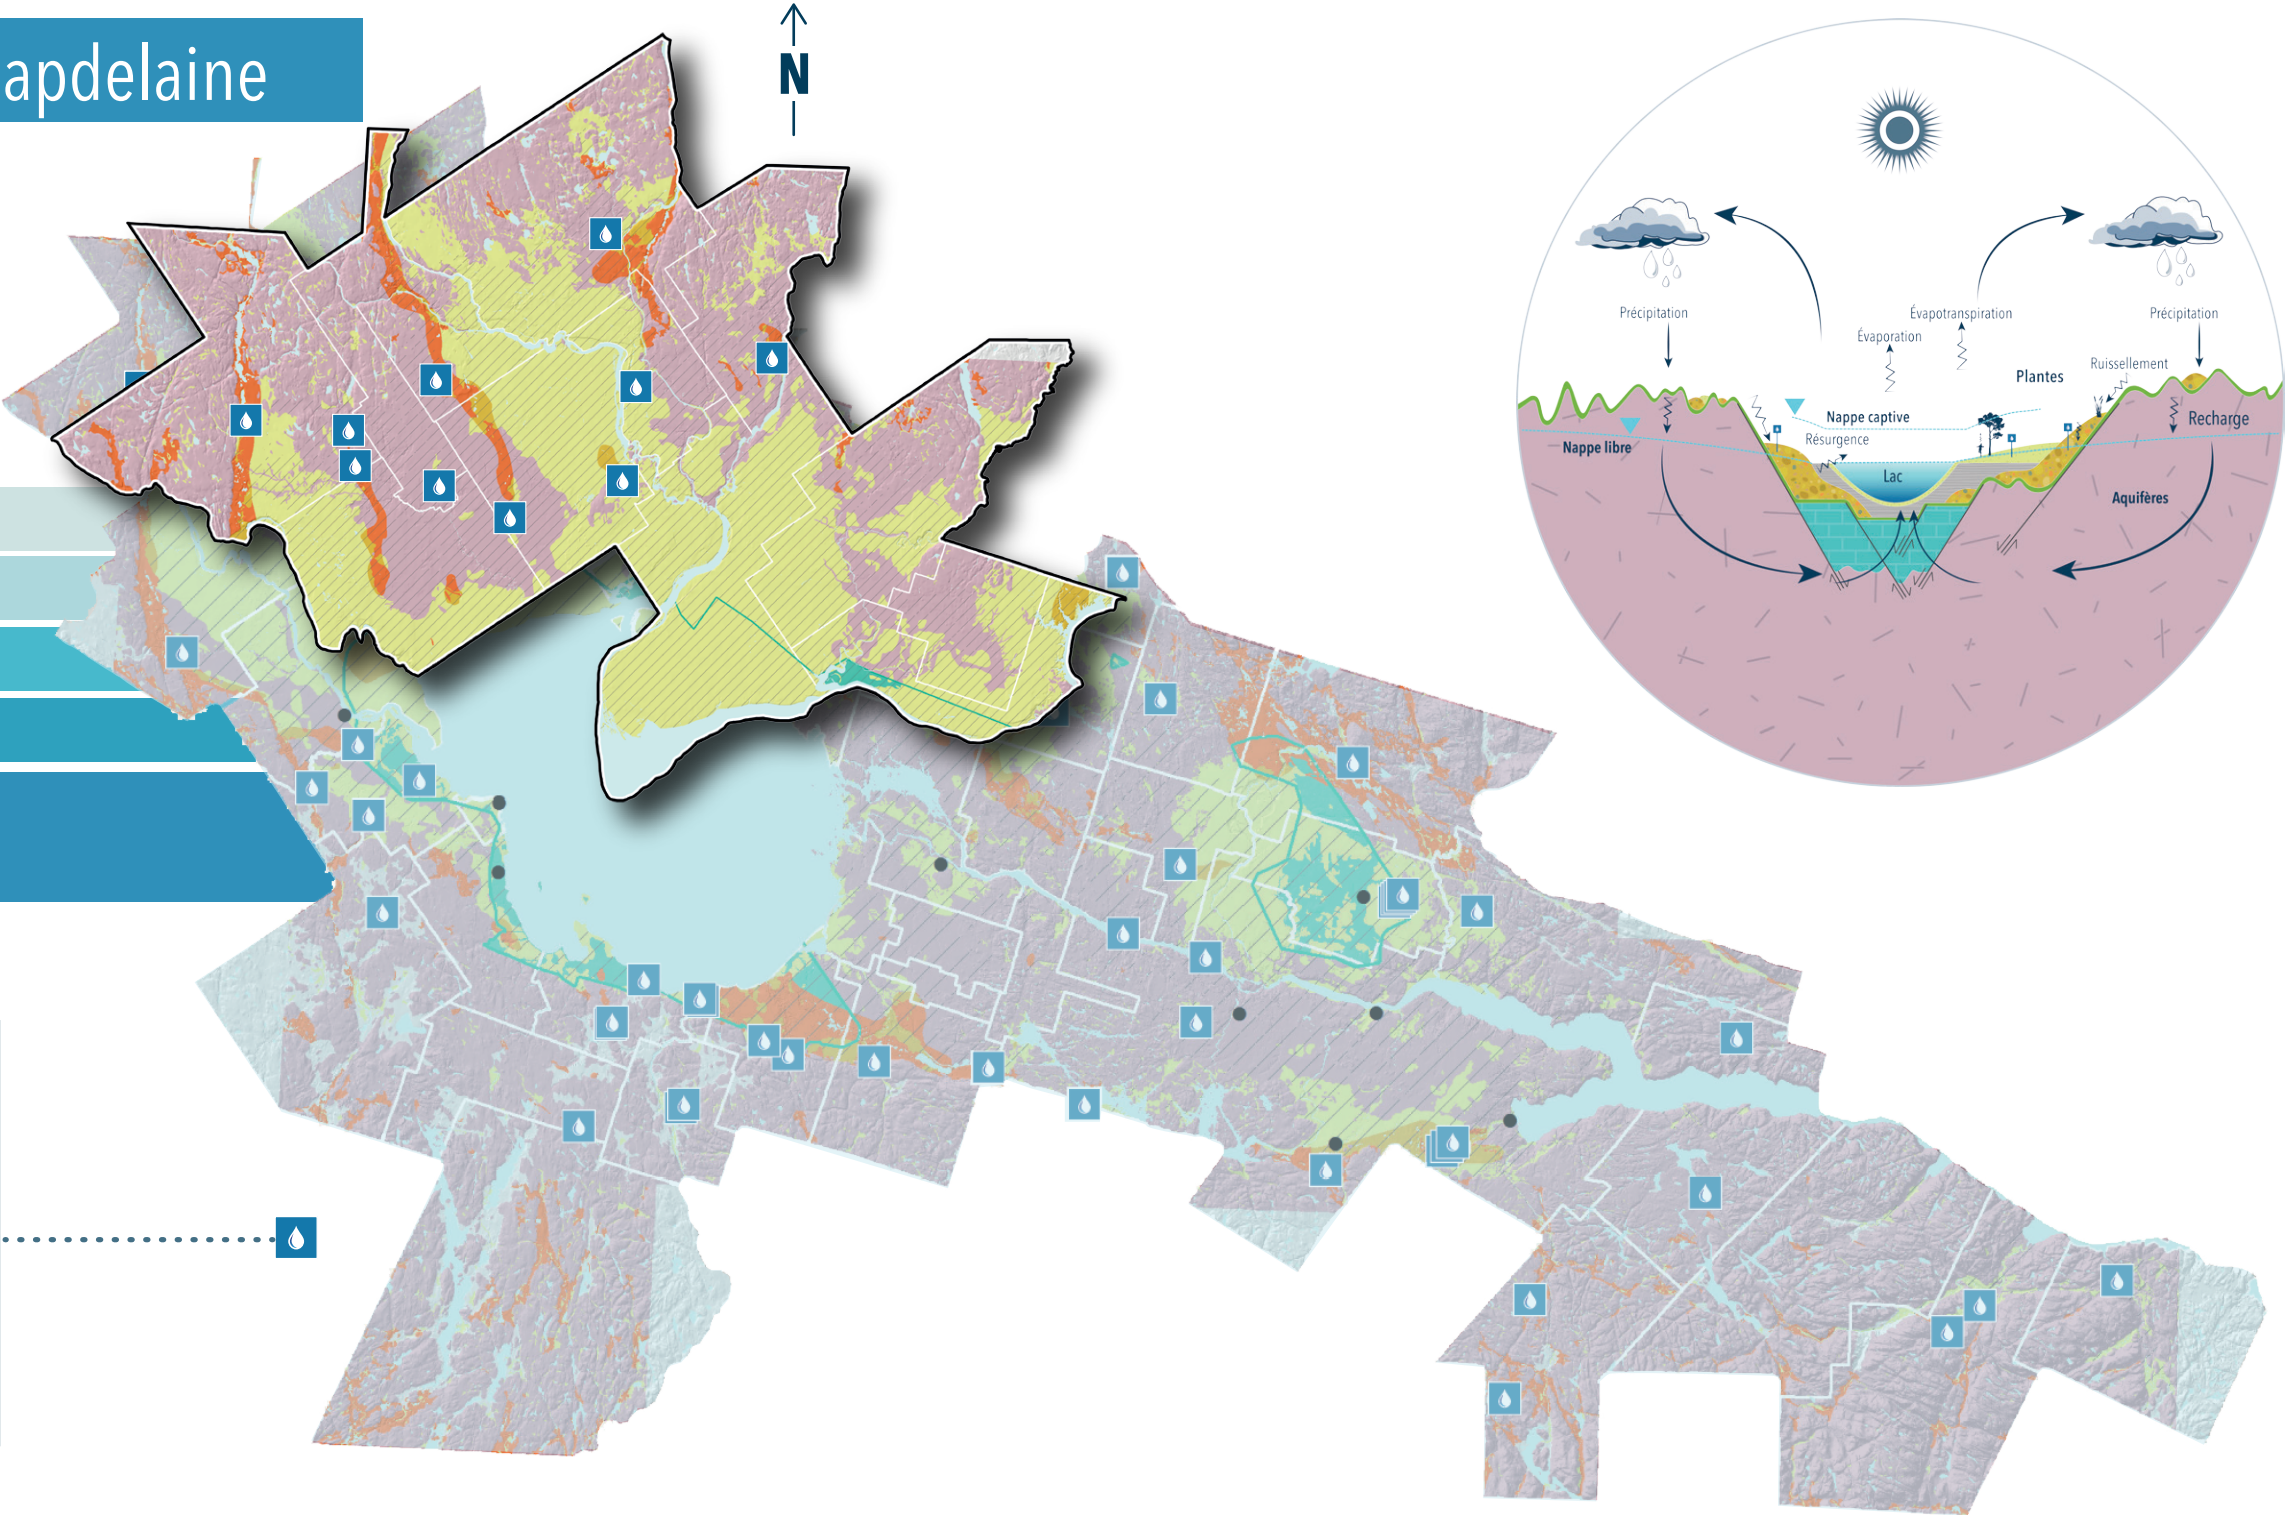 apdelaine
N
Précipitation
Évapotranspiration
Précipitation
Évaporation
Ruissellement
Plantes
Nappe captive
Recharge
Résurgence
Nappe libre
Lac
Aquifères